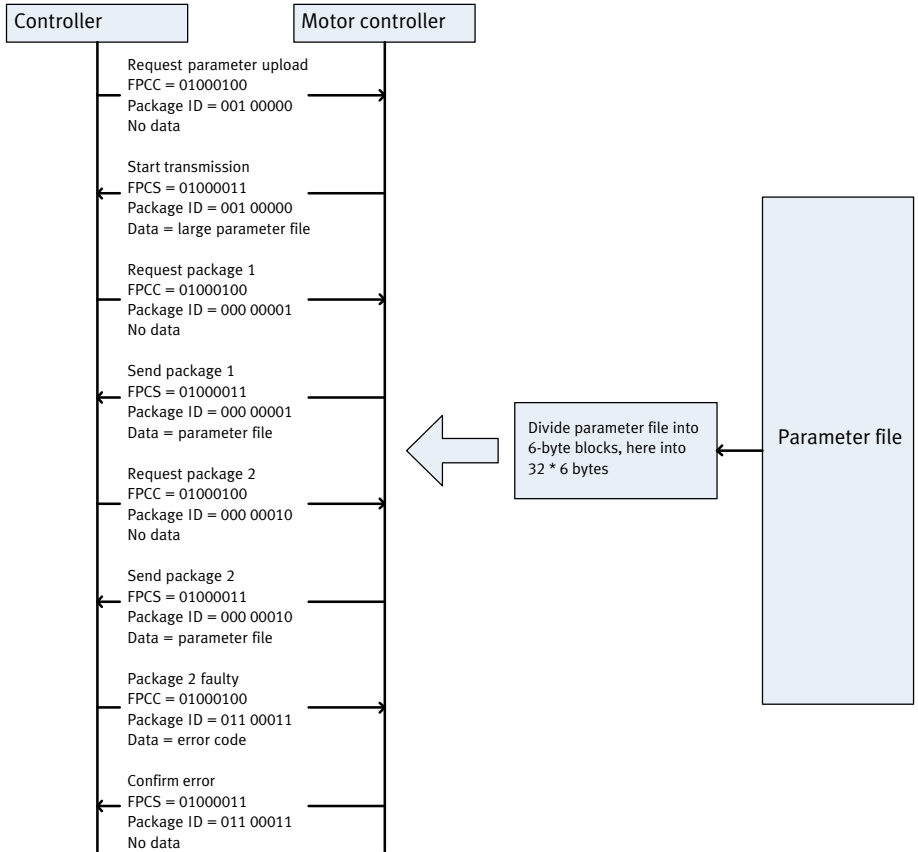 Controller
Motor controller
Request parameter upload
FPCC = 01000100
Package ID = 001 00000
No data
Start transmission
FPCS = 01000011
Package ID = 001 00000
Data = large parameter file
Request package 1
FPCC = 01000100
Package ID = 000 00001
No data
Send package 1
FPCS = 01000011
Package ID = 000 00001
Data = parameter file
Request package 2
FPCC = 01000100
Package ID = 000 00010
No data
Send package 2
FPCS = 01000011
Package ID = 000 00010
Data = parameter file
Package 2 faulty
FPCC = 01000100
Package ID = 011 00011
Data = error code
Confirm error
FPCS = 01000011
Package ID = 011 00011
No data
Divide parameter file into
6-byte blocks, here into
32 * 6 bytes
Parameter file